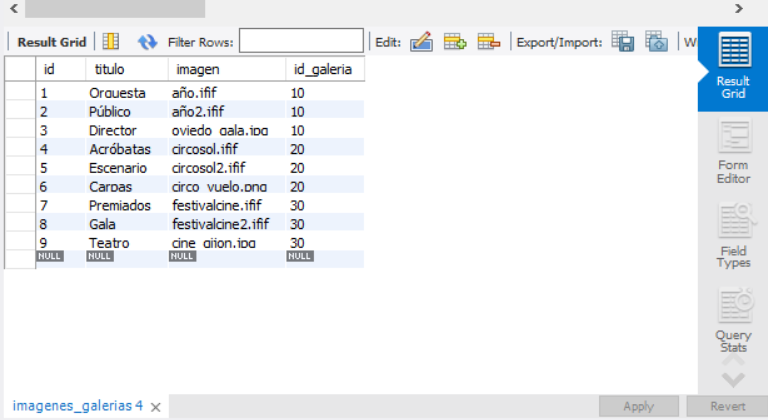 Result Grid Filter Rows: Edit: Export/Import: W
id titulo imagen id_galeria
1 Orquesta año.jfif 10
2 Público año2.jfif 10
3 Director oviedo_gala.jpg 10
4 Acróbatas circosol.jfif 20
5 Escenario circosol2.jfif 20
6 Carpas circo_vuelo.png 20
7 Premiados festivalcine.jfif 30
8 Gala festivalcine2.jfif 30
9 Teatro cine_gijon.jpg 30
NULL NULL NULL NULL
Result
Grid
Form
Editor
Field
Types
Query
Stats
imagenes_galerias 4
Apply Revert